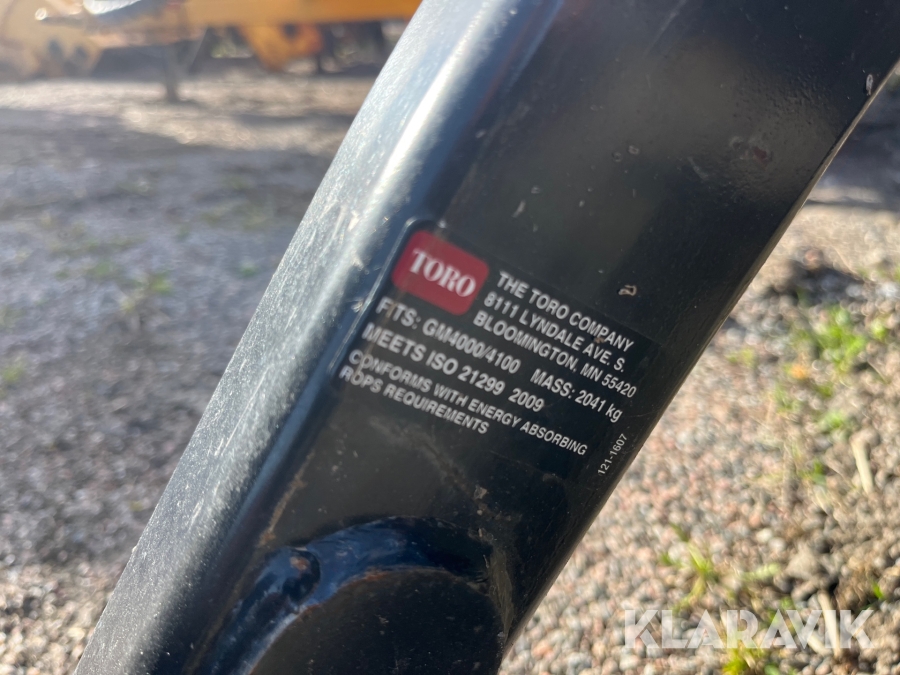 TORO
THE TORO COMPANY
8111 LYNDALE AVE. S.
BLOOMINGTON, MN 55420
FITS: GM4000/4100 MASS: 2041 kg
MEETS ISO 21299 2009
CONFORMS WITH ENERGY ABSORBING
ROPS REQUIREMENTS
121-1607
KLARAVIK